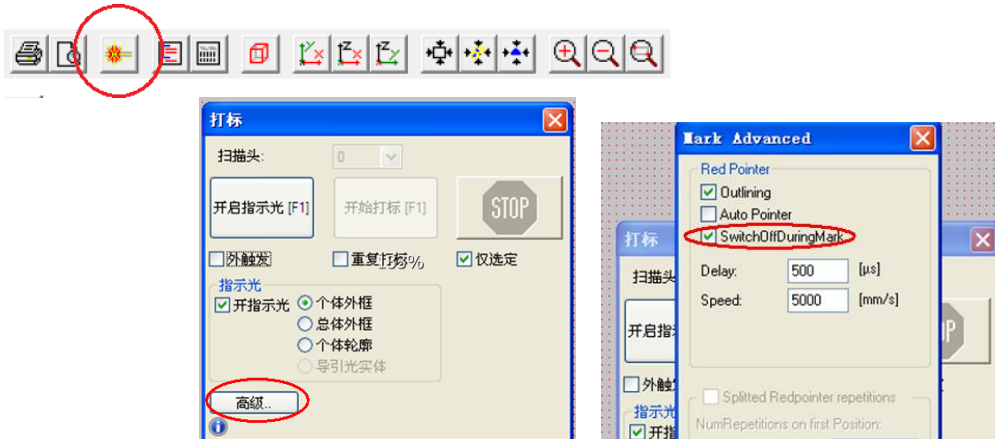 打标
扫描头:
0
开启指示光 [F1]
开始打标 [F1]
STOP
外触发
重复打标
193%
仅选定
指示光
开指示光
个体外框
总体外框
个体轮廓
导引光实体
高级..
Mark Advanced
Red Pointer
Outlining
Auto Pointer
SwitchOffDuringMark
Delay: 500 [µs]
Speed: 5000 [mm/s]
Splitted Redpointer repetitions
NumRepetitions on first Position:
打标
扫描头
开启指
外触
指示光
开指